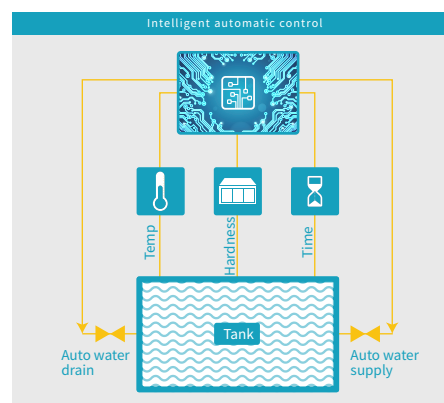 Intelligent automatic control
Temp
Hardness
Time
Tank
Auto water
drain
Auto water
supply